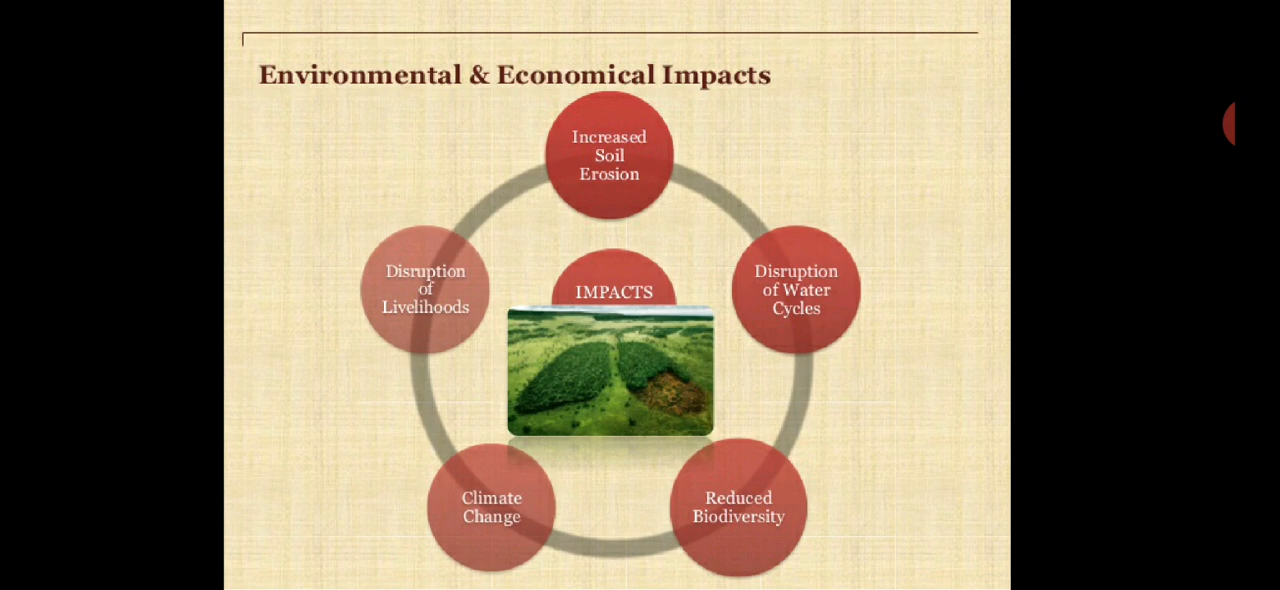 Environmental & Economical Impacts
Increased
Soil
Erosion
Disruption
of
Livelihoods
IMPACTS
Disruption
of Water
Cycles
Climate
Change
Reduced
Biodiversity